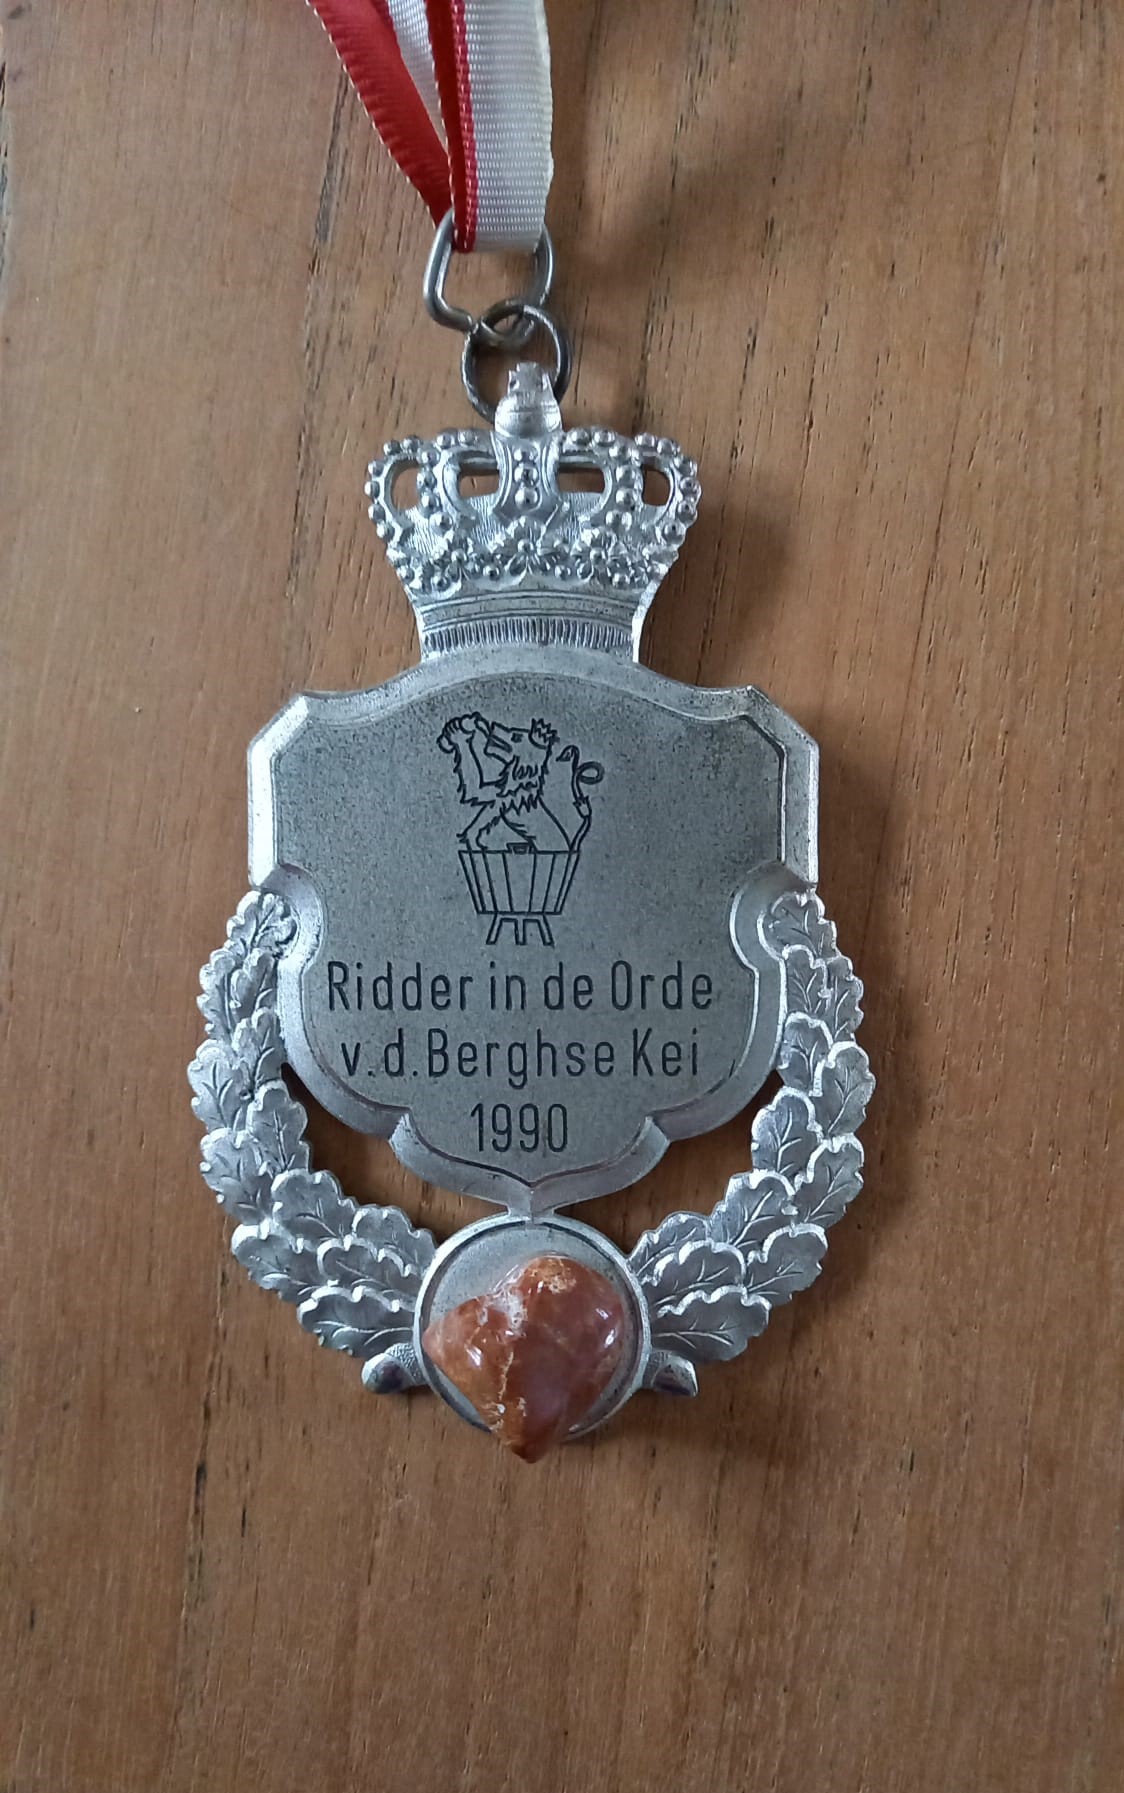 Ridder in de Orde
v.d. Berghse Kei
1990